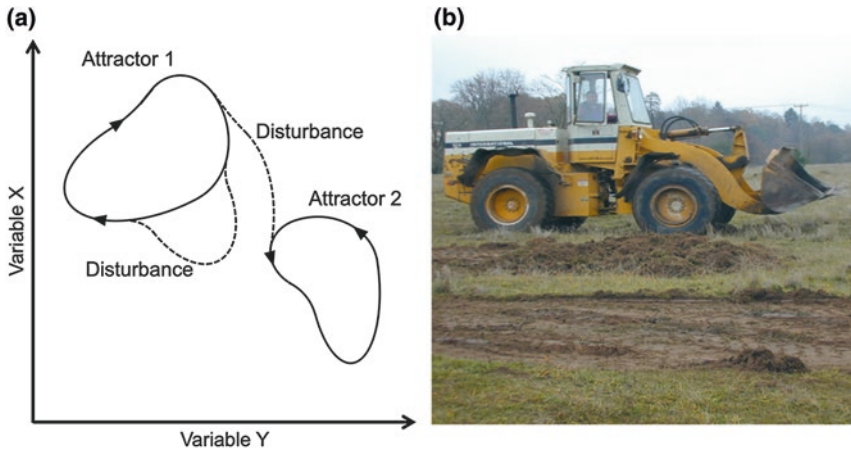 (a)
Attractor 1
Disturbance
Attractor 2
Disturbance
Variable X
Variable Y
(b)